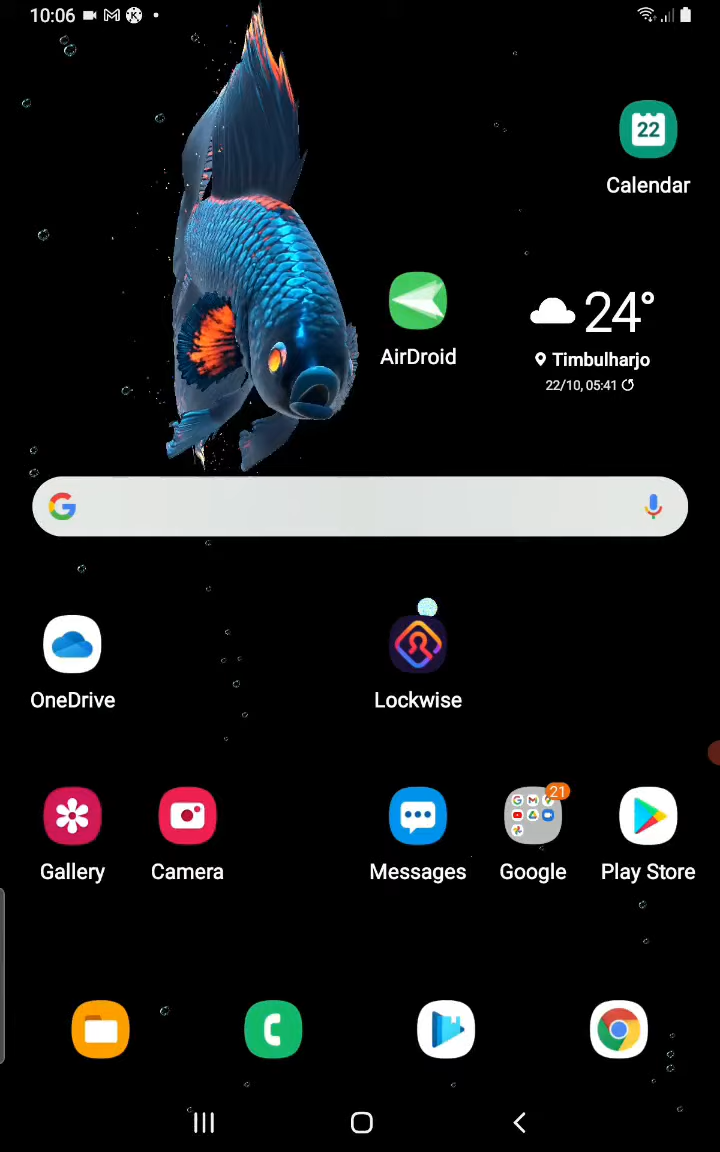 10:06
22
Calendar
24°
AirDroid
Timbulharjo
22/10, 05:41
OneDrive
Lockwise
21
Gallery
Camera
Messages
Google
Play Store